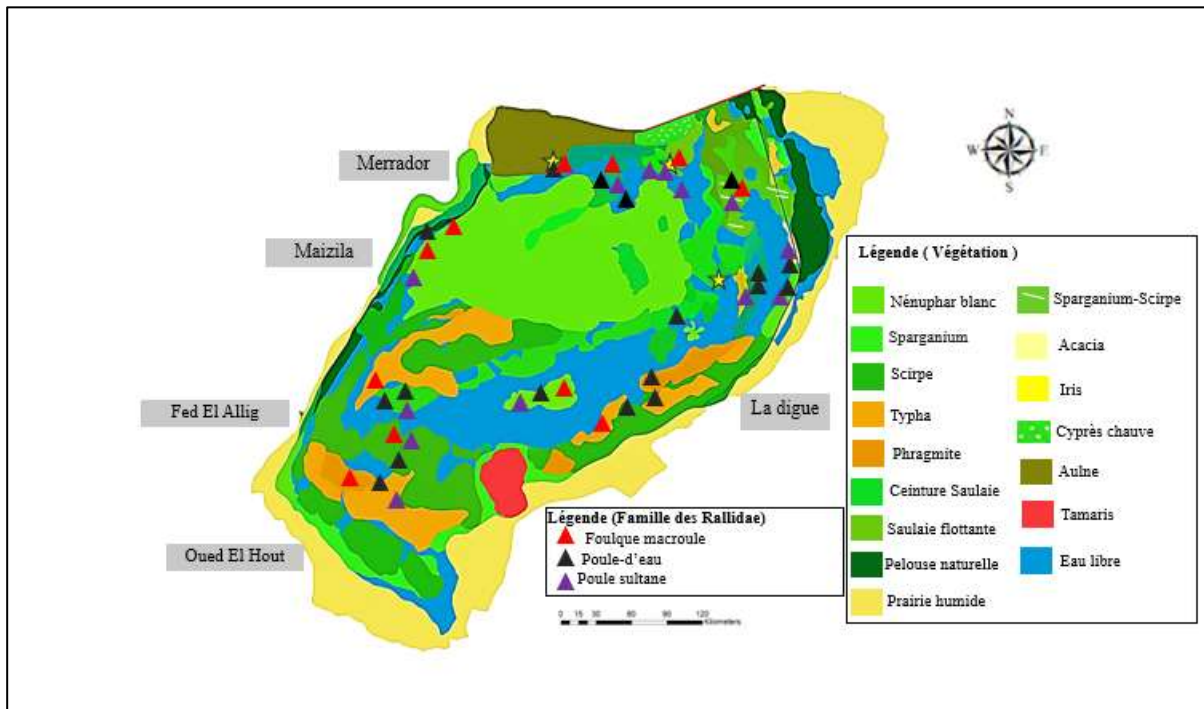 Merrador
Maizila
Fed El Allig
Oued El Hout
La digue
N
W E
S
Légende ( Végétation )
Nénuphar blanc
Sparganium
Scirpe
Typha
Phragmite
Ceinture Saulaie
Saulaie flottante
Pelouse naturelle
Prairie humide
Sparganium-Scirpe
Acacia
Iris
Cyprès chauve
Aulne
Tamaris
Eau libre
Légende (Famille des Rallidae)
Foulque macroule
Poule-d’eau
Poule sultane
0 15 30 60 90 120
Kilometers